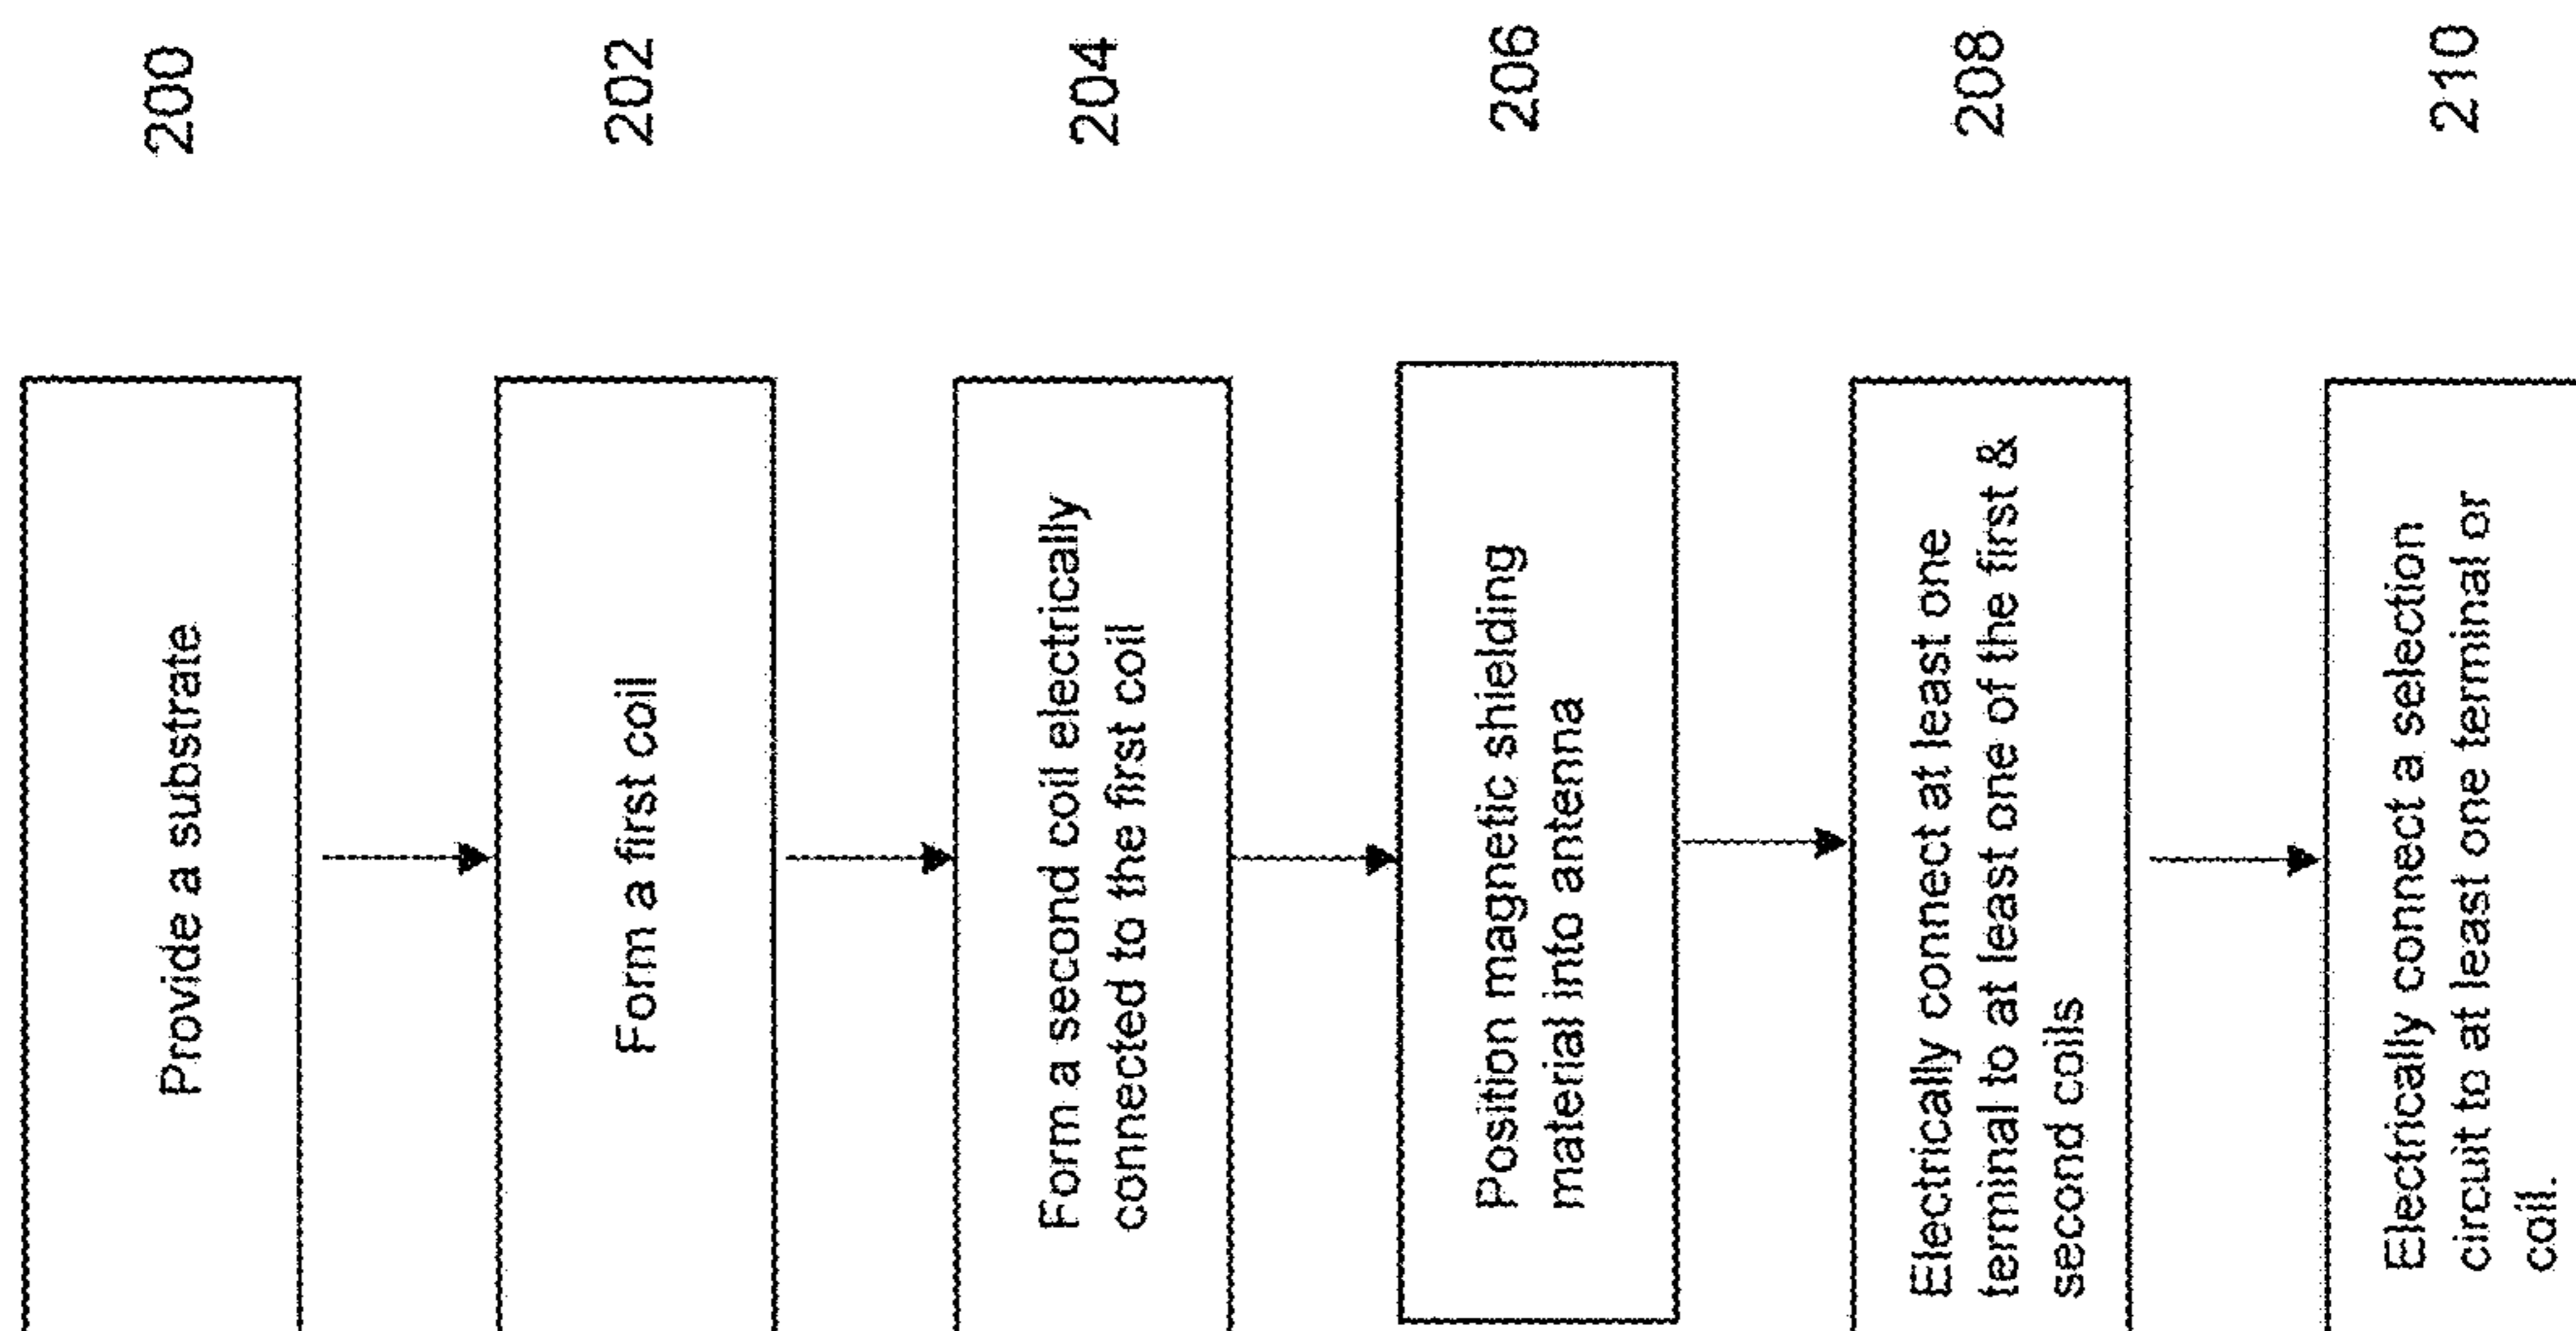 Provide a substrate
200
Form a first coil
202
Form a second coil electrically
connected to the first coil
204
Position magnetic shielding
material into antenna
206
Electrically connect at least one
terminal to at least one of the first &
second coils
208
Electrically connect a selection
circuit to at least one terminal or
coil.
210